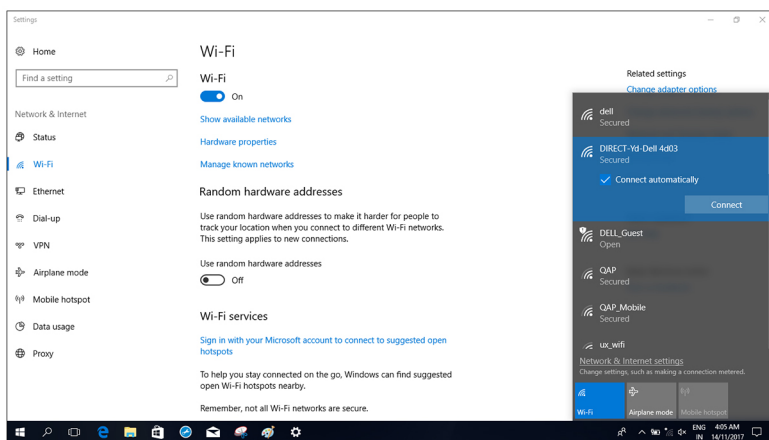 Settings
Home
Find a setting
Network & Internet
Status
Wi-Fi
Ethernet
Dial-up
VPN
Airplane mode
Mobile hotspot
Data usage
Proxy
Wi-Fi
Wi-Fi
On
Show available networks
Hardware properties
Manage known networks
Random hardware addresses
Use random hardware addresses to make it harder for people to
track your location when you connect to different Wi-Fi networks.
This setting applies to new connections.
Use random hardware addresses
Off
Wi-Fi services
Sign in with your Microsoft account to connect to suggested open
hotspots
To help you stay connected on the go, Windows can find suggested
open Wi-Fi hotspots nearby.
Remember, not all Wi-Fi networks are secure.
Related settings
Change adapter options
dell
Secured
DIRECT-Yd-Dell 4d03
Secured
Connect automatically
Connect
DELL_Guest
Open
QAP
Secured
QAP_Mobile
Secured
ux_wifi
Network & Internet settings
Change settings, such as making a connection metered.
Wi-Fi
Airplane mode
Mobile hotspot
ENG 4:05 AM
IN 14/11/2017